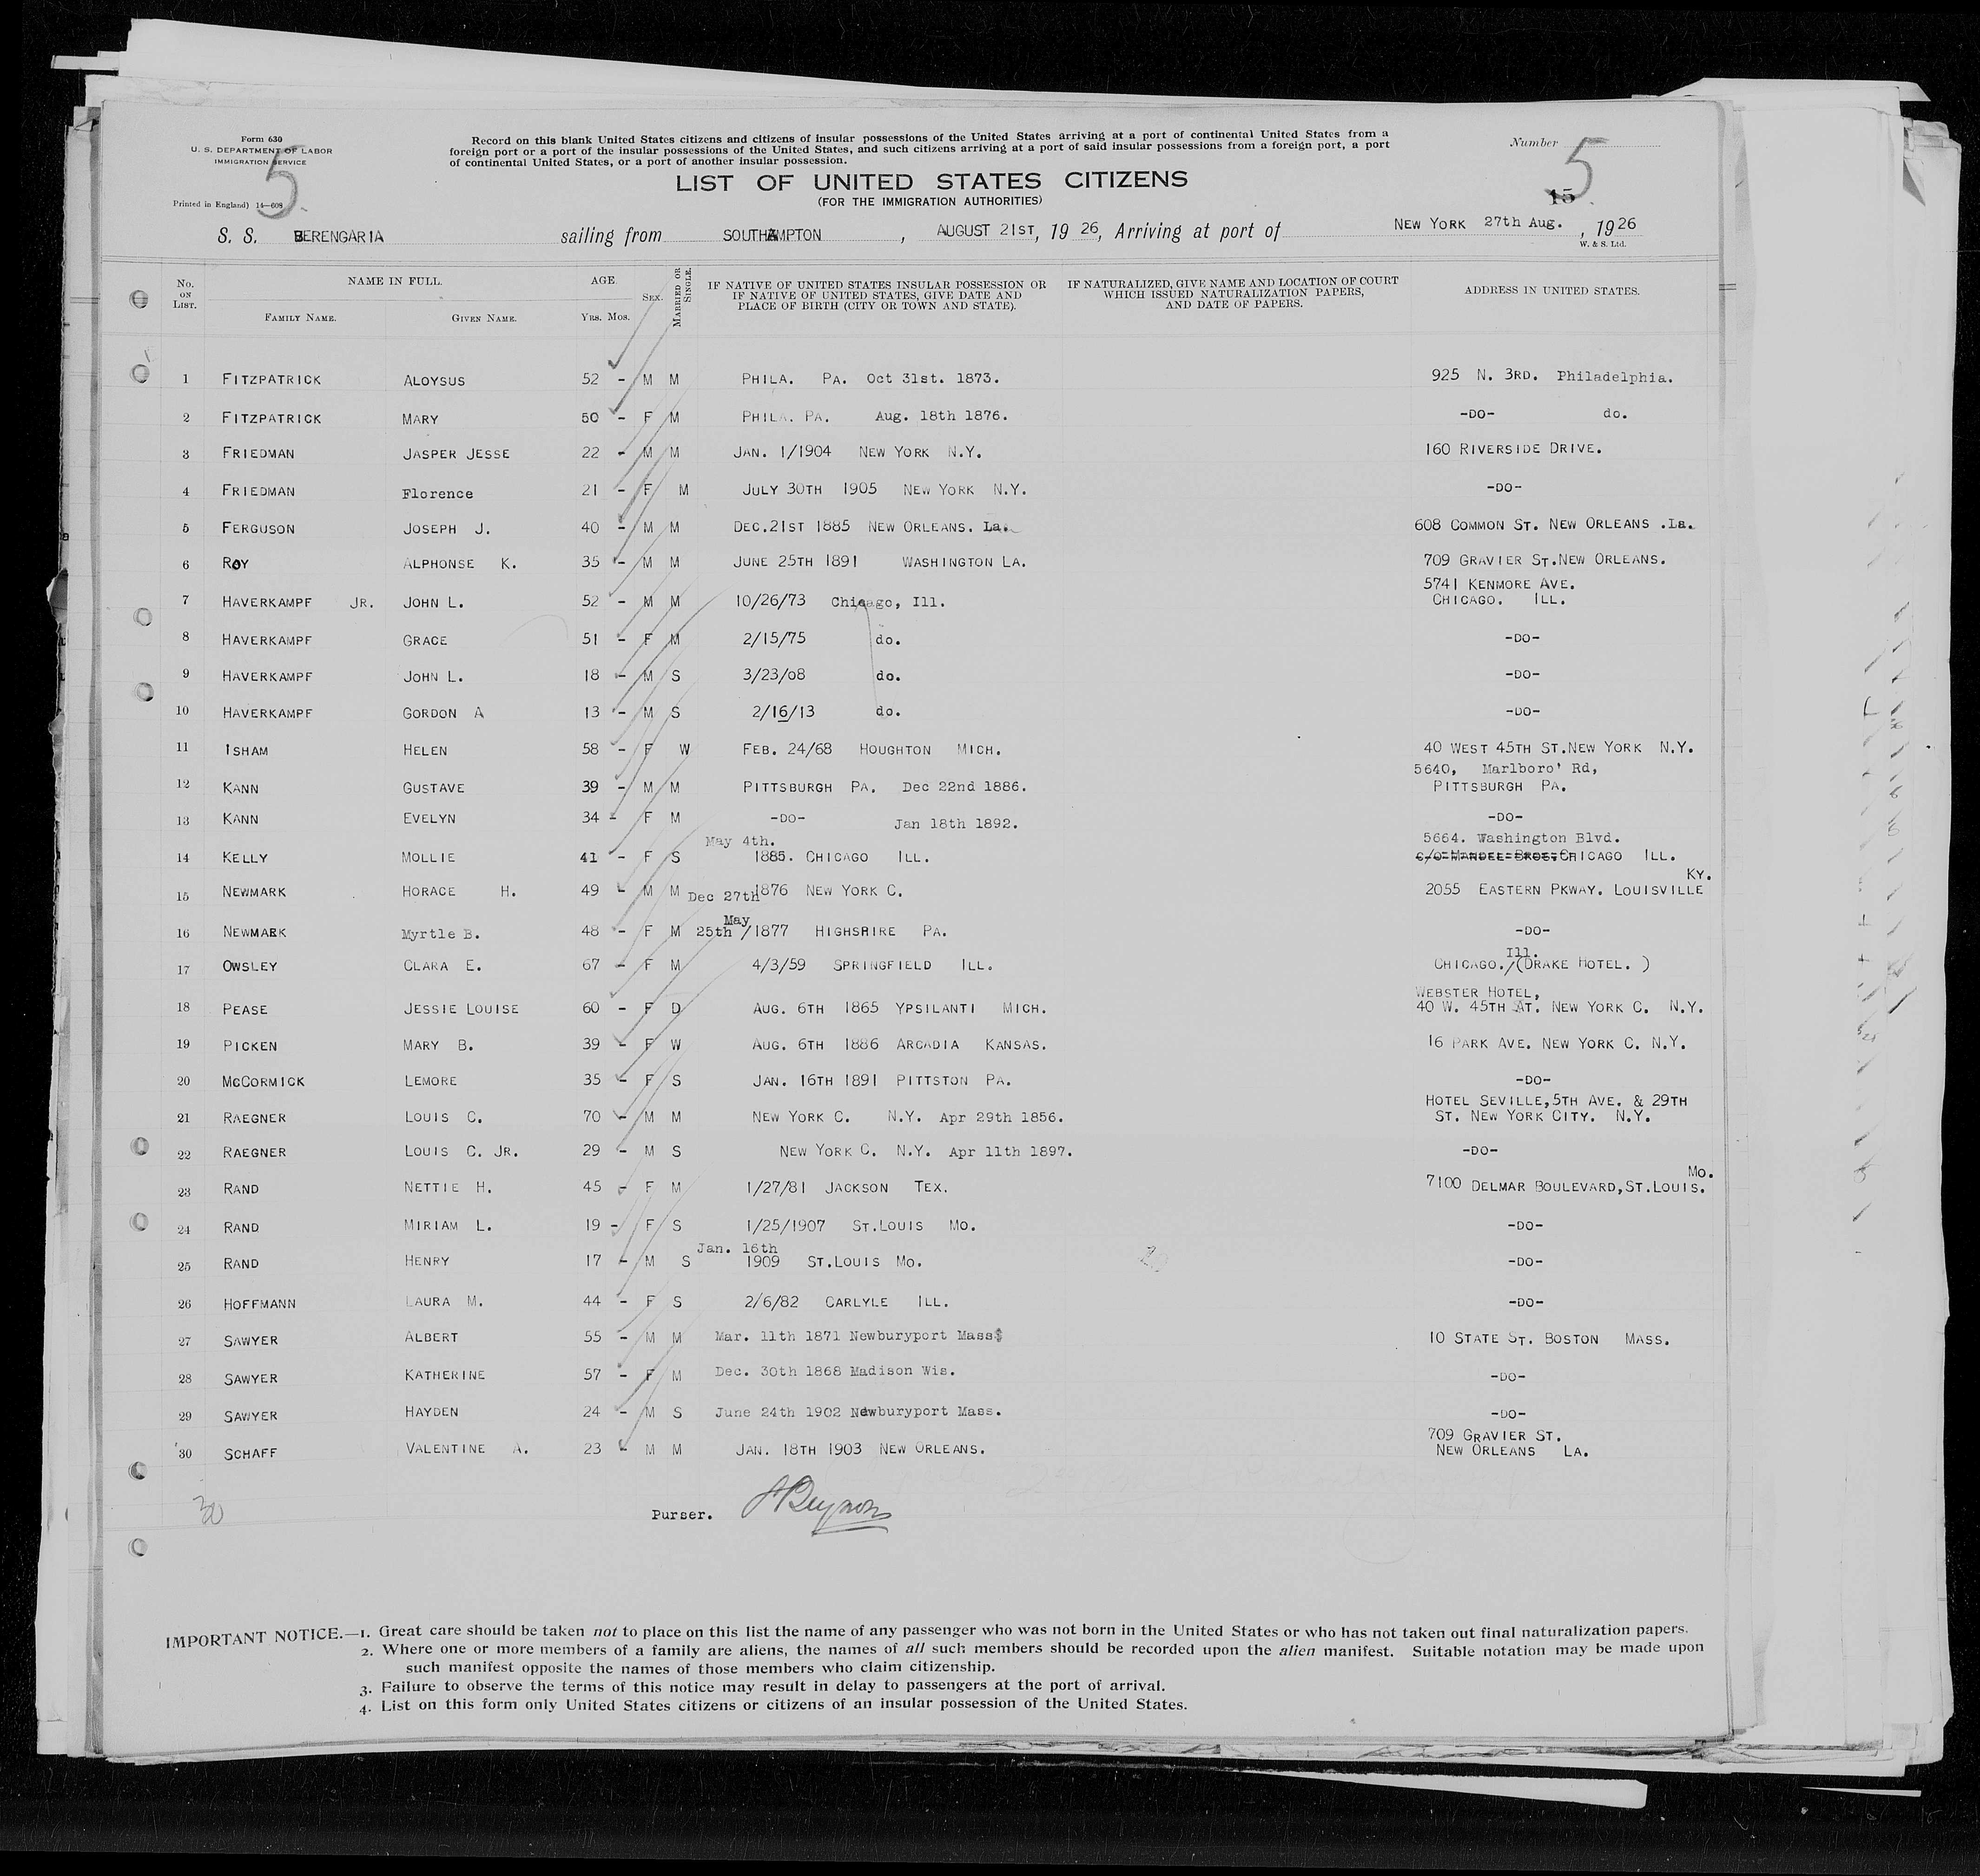 Form 630
U. S. DEPARTMENT OF LABOR
IMMIGRATION SERVICE
5
Printed in England) 14—608
Record on this blank United States citizens and citizens of insular possessions of the United States arriving at a port of continental United States from a
foreign port or a port of the insular possessions of the United States, and such citizens arriving at a port of said insular possessions from a foreign port, a port
of continental United States, or a port of another insular possession.
Number 5
15
LIST OF UNITED STATES CITIZENS
(FOR THE IMMIGRATION AUTHORITIES)
S. S. BERENGARIA sailing from SOUTHAMPTON, AUGUST 21ST, 19 26, Arriving at port of NEW YORK 27th Aug. , 1926
W. & S. Ltd.
No. ON LIST. NAME IN FULL. FAMILY NAME. GIVEN NAME. AGE. YRS. MOS. SEX. MARRIED OR SINGLE. IF NATIVE OF UNITED STATES INSULAR POSSESSION OR IF NATIVE OF UNITED STATES, GIVE DATE AND PLACE OF BIRTH (CITY OR TOWN AND STATE). IF NATURALIZED, GIVE NAME AND LOCATION OF COURT WHICH ISSUED NATURALIZATION PAPERS, AND DATE OF PAPERS. ADDRESS IN UNITED STATES.
1 FITZPATRICK ALOYSUS 52 - M M PHILA. PA. Oct 31st. 1873. 925 N. 3RD. Philadelphia.
2 FITZPATRICK MARY 50 - F M PHILA. PA. Aug. 18th 1876. -DO- do.
3 FRIEDMAN JASPER JESSE 22 - M M JAN. 1/1904 NEW YORK N.Y. 160 RIVERSIDE DRIVE.
4 FRIEDMAN Florence 21 - F M JULY 30TH 1905 NEW YORK N.Y. -DO-
5 FERGUSON JOSEPH J. 40 - M M DEC.21ST 1885 NEW ORLEANS. La. 608 COMMON ST. NEW ORLEANS .La.
6 ROY ALPHONSE K. 35 - M M JUNE 25TH 1891 WASHINGTON LA. 709 GRAVIER ST.NEW ORLEANS.
5741 KENMORE AVE.
7 HAVERKAMPF JR. JOHN L. 52 - M M 10/26/73 Chicago, Ill. CHICAGO. ILL.
8 HAVERKAMPF GRACE 51 - F M 2/15/75 do. -DO-
9 HAVERKAMPF JOHN L. 18 - M S 3/23/08 do. -DO-
10 HAVERKAMPF GORDON A 13 - M S 2/16/13 do. -DO-
11 ISHAM HELEN 58 - F W FEB. 24/68 HOUGHTON MICH. 40 WEST 45TH ST.NEW YORK N.Y.
5640, Marlboro' Rd,
12 KANN GUSTAVE 39 - M M PITTSBURGH PA. Dec 22nd 1886. PITTSBURGH PA.
13 KANN EVELYN 34 - F M -DO- Jan 18th 1892. -DO-
May 4th. 5664. Washington Blvd.
14 KELLY MOLLIE 41 - F S 1885. CHICAGO ILL. c/o MANDEL BROS. CHICAGO ILL.
Ky.
15 NEWMARK HORACE H. 49 - M M Dec 27th 1876 NEW YORK C. 2055 EASTERN PKWAY. LOUISVILLE
May
16 NEWMARK Myrtle B. 48 - F M 25th /1877 HIGHSPIRE PA. -DO-
Ill.
17 OWSLEY CLARA E. 67 - F M 4/3/59 SPRINGFIELD ILL. CHICAGO./(DRAKE HOTEL. )
WEBSTER HOTEL,
18 PEASE JESSIE LOUISE 60 - F D AUG. 6TH 1865 YPSILANTI MICH. 40 W. 45TH AT. NEW YORK C. N.Y.
19 PICKEN MARY B. 39 - F W AUG. 6TH 1886 ARCADIA KANSAS. 16 PARK AVE. NEW YORK C. N.Y.
20 McCORMICK LEMORE 35 - F S JAN. 16TH 1891 PITTSTON PA. -DO-
HOTEL SEVILLE,5TH AVE. & 29TH
21 RAEGNER LOUIS C. 70 - M M NEW YORK C. N.Y. Apr 29th 1856. ST. NEW YORK CITY. N.Y.
22 RAEGNER LOUIS C. JR. 29 - M S NEW YORK C. N.Y. Apr 11th 1897. -DO-
Mo.
23 RAND NETTIE H. 45 - F M 1/27/81 JACKSON TEX. 7100 DELMAR BOULEVARD,ST.LOUIS.
24 RAND MIRIAM L. 19 - F S 1/25/1907 ST.LOUIS MO. -DO-
Jan. 16th
25 RAND HENRY 17 - M S 1909 ST.LOUIS MO. -DO-
26 HOFFMANN LAURA M. 44 - F S 2/6/82 CARLYLE ILL. -DO-
27 SAWYER ALBERT 55 - M M Mar. 11th 1871 Newburyport Mass. 10 STATE ST. BOSTON MASS.
28 SAWYER KATHERINE 57 - F M Dec. 30th 1868 Madison Wis. -DO-
29 SAWYER HAYDEN 24 - M S June 24th 1902 Newburyport Mass. -DO-
709 GRAVIER ST.
30 SCHAFF VALENTINE A. 23 - M M JAN. 18TH 1903 NEW ORLEANS. NEW ORLEANS LA.
30
Purser.
IMPORTANT NOTICE.—1. Great care should be taken not to place on this list the name of any passenger who was not born in the United States or who has not taken out final naturalization papers.
2. Where one or more members of a family are aliens, the names of all such members should be recorded upon the alien manifest. Suitable notation may be made upon
such manifest opposite the names of those members who claim citizenship.
3. Failure to observe the terms of this notice may result in delay to passengers at the port of arrival.
4. List on this form only United States citizens or citizens of an insular possession of the United States.